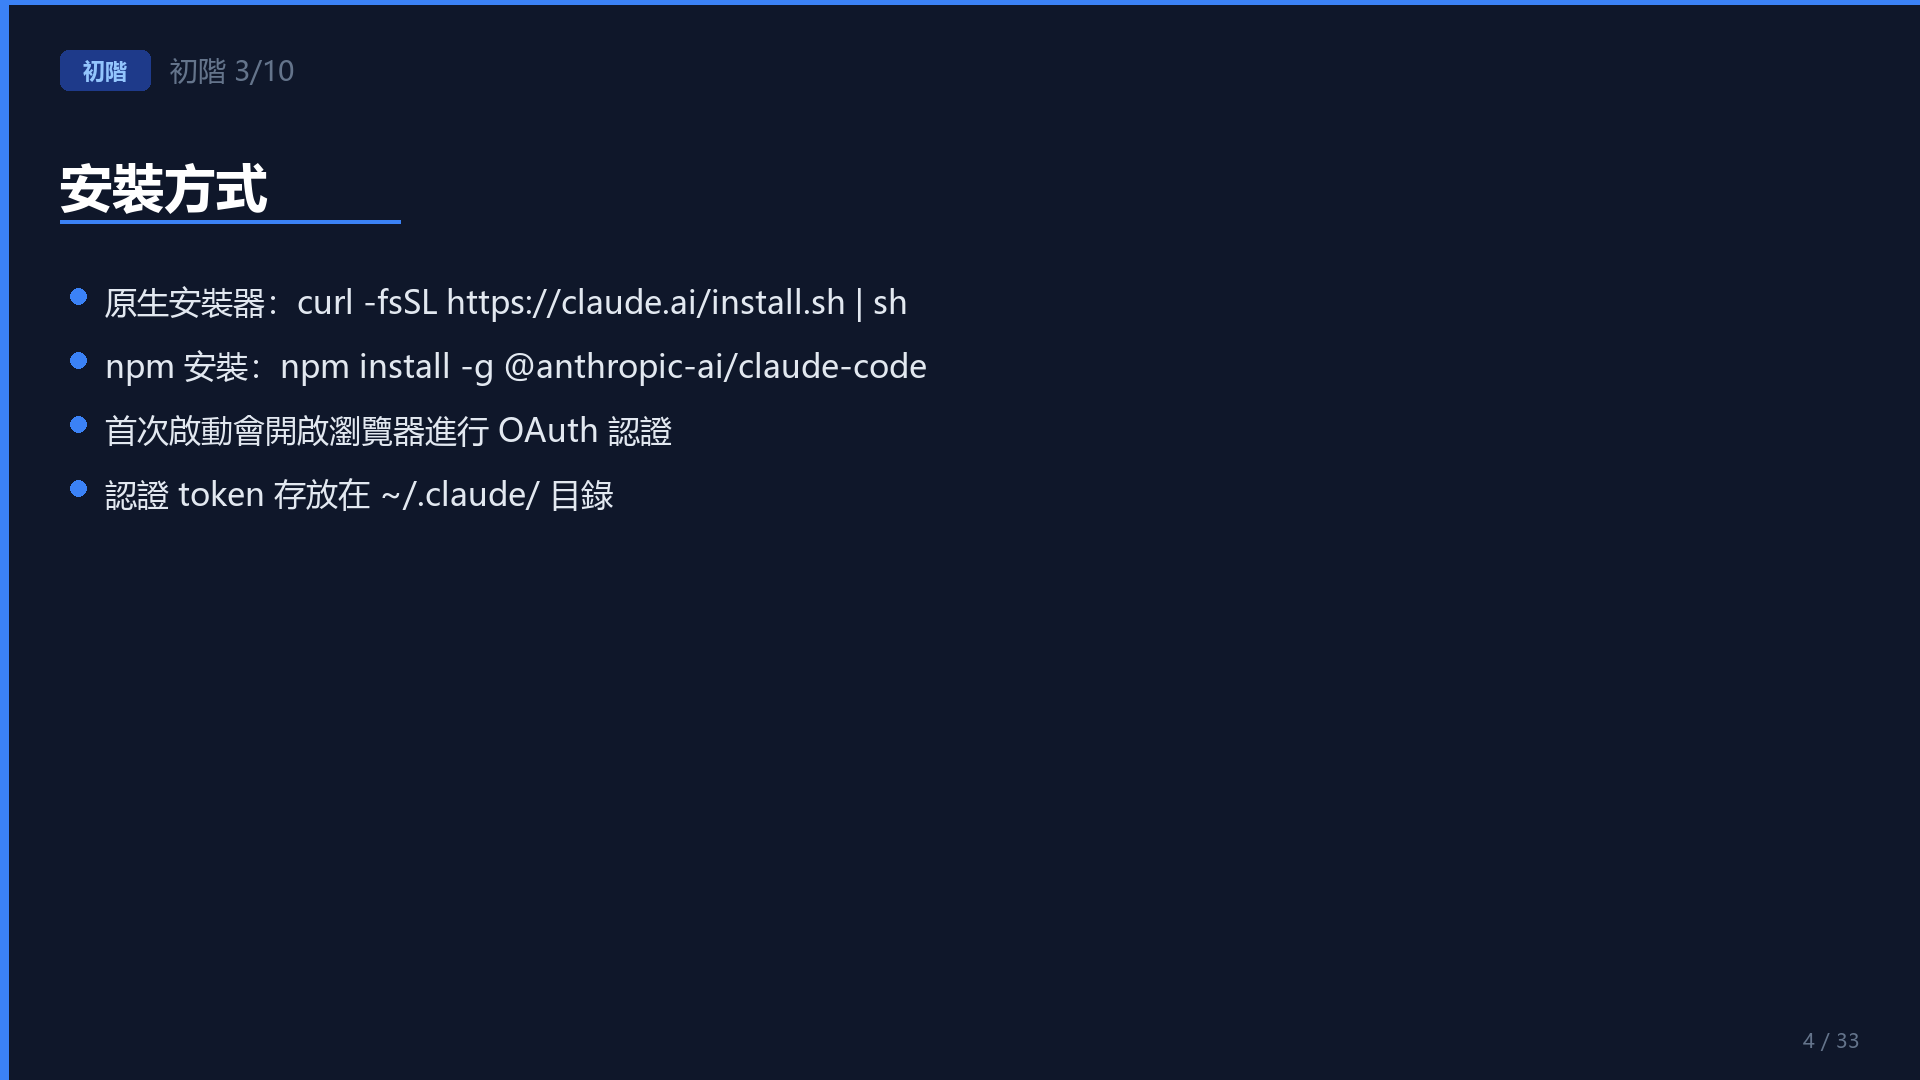 初階 初階 3/10
安裝方式
原生安裝器：curl -fsSL https://claude.ai/install.sh | sh
npm 安裝：npm install -g @anthropic-ai/claude-code
首次啟動會開啟瀏覽器進行 OAuth 認證
認證 token 存放在 ~/.claude/ 目錄
4 / 33